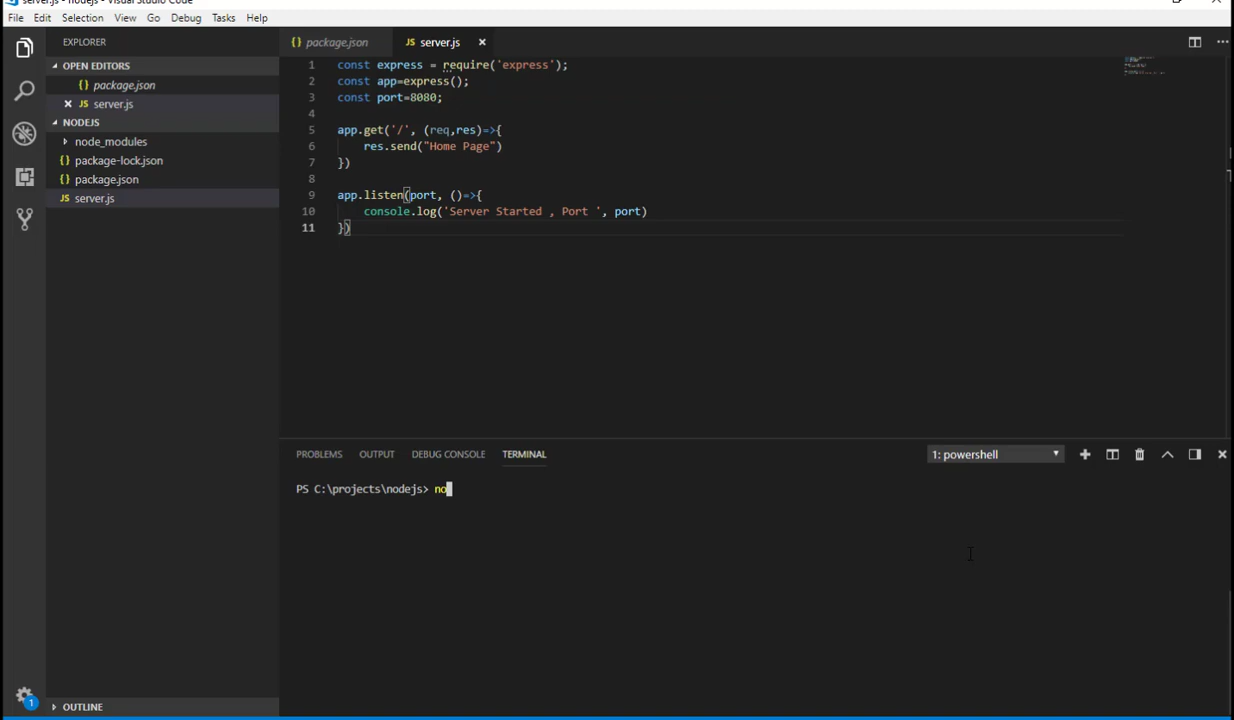 server.js - nodejs - Visual Studio Code
File Edit Selection View Go Debug Tasks Help
EXPLORER
OPEN EDITORS
{} package.json
× JS server.js
NODEJS
node_modules
{} package-lock.json
{} package.json
JS server.js
OUTLINE
1
{} package.json JS server.js ×
1 const express = require('express');
2 const app=express();
3 const port=8080;
4
5 app.get('/', (req,res)=>{
6 res.send("Home Page")
7 })
8
9 app.listen(port, ()=>{
10 console.log('Server Started , Port ', port)
11 })
PROBLEMS OUTPUT DEBUG CONSOLE TERMINAL 1: powershell
PS C:\projects\nodejs> no